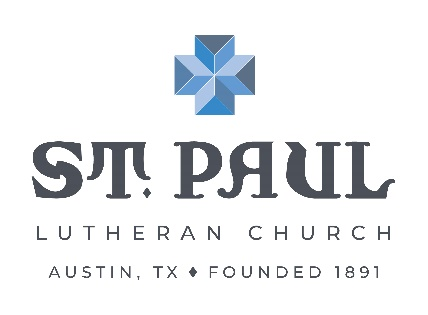 ST. PAUL
LUTHERAN CHURCH
AUSTIN, TX ♦ FOUNDED 1891